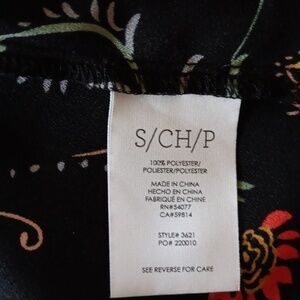 S/CH/P
100% POLYESTER/
POLIESTER/POLYESTER
MADE IN CHINA
HECHO EN CHINA
FABRIQUÉ EN CHINE
RN#54077
CA#59814
STYLE# 3621
PO# 220010
SEE REVERSE FOR CARE